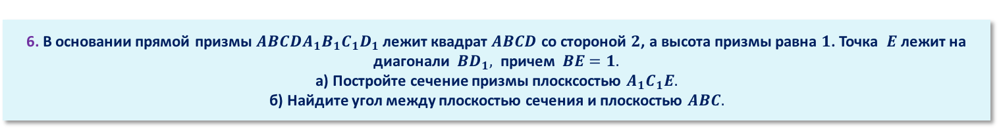 6. В основании прямой призмы ABCDA₁B₁C₁D₁ лежит квадрат ABCD со стороной 2, а высота призмы равна 1. Точка E лежит на
диагонали BD₁, причем BE = 1.
а) Постройте сечение призмы плосксостью A₁C₁E.
б) Найдите угол между плоскостью сечения и плоскостью ABC.